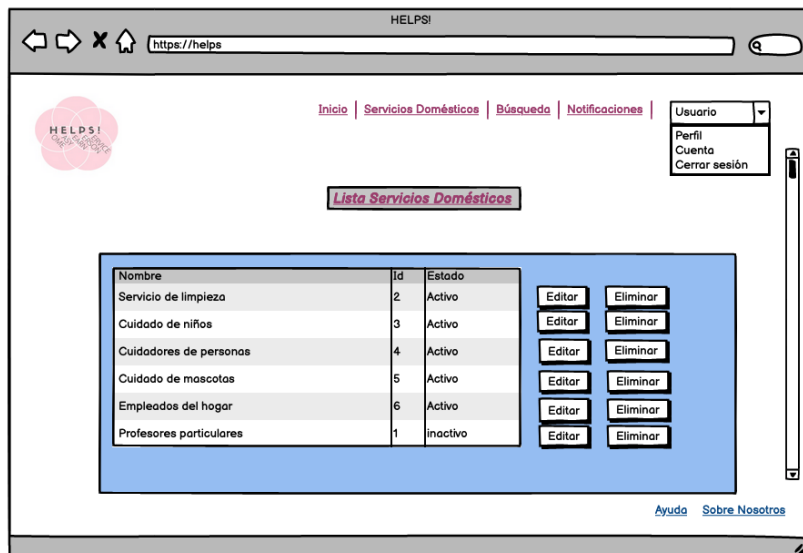 HELPS!
https://helps
HELPS!
Inicio | Servicios Domésticos | Búsqueda | Notificaciones |
Usuario
Perfil
Cuenta
Cerrar sesión
Lista Servicios Domésticos
Nombre Id Estado
Servicio de limpieza 2 Activo Editar Eliminar
Cuidado de niños 3 Activo Editar Eliminar
Cuidadores de personas 4 Activo Editar Eliminar
Cuidado de mascotas 5 Activo Editar Eliminar
Empleados del hogar 6 Activo Editar Eliminar
Profesores particulares 1 inactivo Editar Eliminar
Ayuda Sobre Nosotros